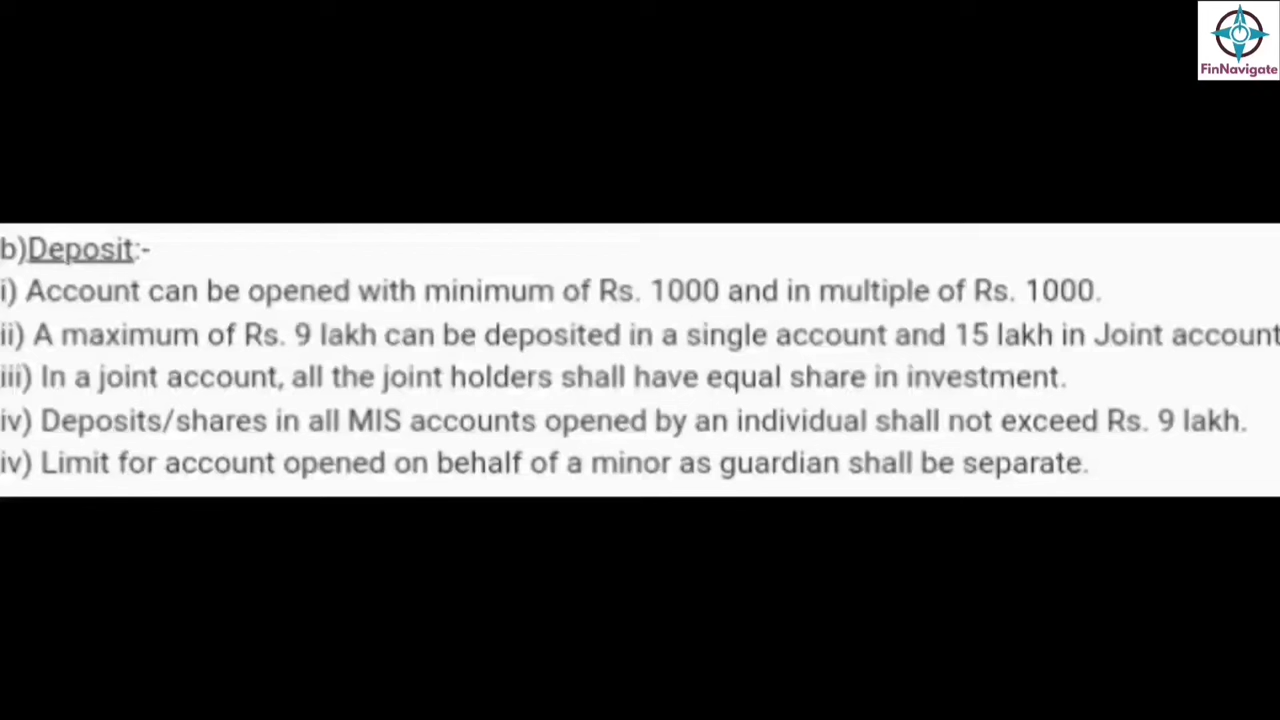 FinNavigate
b)Deposit:-
i) Account can be opened with minimum of Rs. 1000 and in multiple of Rs. 1000.
ii) A maximum of Rs. 9 lakh can be deposited in a single account and 15 lakh in Joint account
iii) In a joint account, all the joint holders shall have equal share in investment.
iv) Deposits/shares in all MIS accounts opened by an individual shall not exceed Rs. 9 lakh.
iv) Limit for account opened on behalf of a minor as guardian shall be separate.